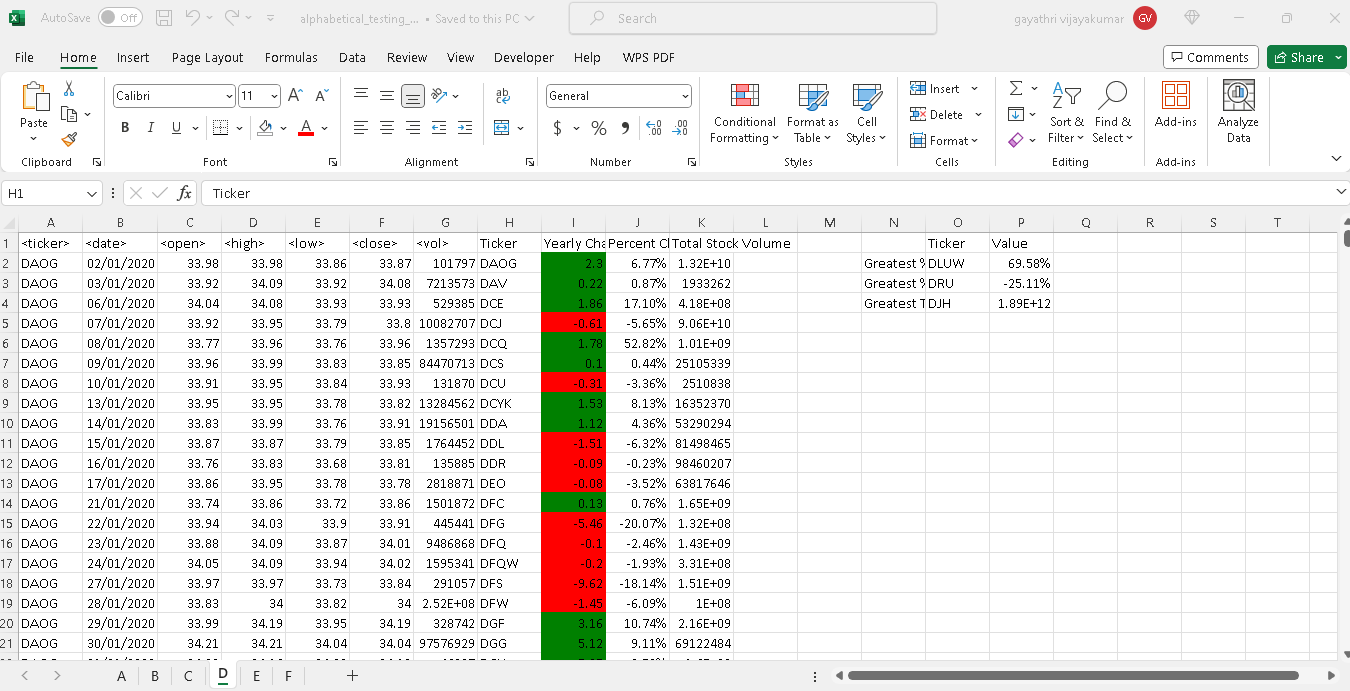 AutoSave Off alphabetical_testing_... • Saved to this PC Search gayathri vijayakumar GV
File Home Insert Page Layout Formulas Data Review View Developer Help WPS PDF Comments Share
Paste Calibri 11 A A ab General Conditional Formatting Format as Table Cell Styles Insert Delete Format Sort & Filter Find & Select Add-ins Analyze Data
B I U A $ % 9
Clipboard Font Alignment Number Styles Cells Editing Add-ins
H1 fx Ticker
A B C D E F G H I J K L M N O P Q R S T
1 <ticker> <date> <open> <high> <low> <close> <vol> Ticker Yearly Cha Percent Cl Total Stock Volume Ticker Value
2 DAOG 02/01/2020 33.98 33.98 33.86 33.87 101797 DAOG 2.3 6.77% 1.32E+10 Greatest % DLUW 69.58%
3 DAOG 03/01/2020 33.92 34.09 33.92 34.08 7213573 DAV 0.22 0.87% 1933262 Greatest % DRU -25.11%
4 DAOG 06/01/2020 34.04 34.08 33.93 33.93 529385 DCE 1.86 17.10% 4.18E+08 Greatest T DJH 1.89E+12
5 DAOG 07/01/2020 33.92 33.95 33.79 33.8 10082707 DCJ -0.61 -5.65% 9.06E+10
6 DAOG 08/01/2020 33.77 33.96 33.76 33.96 1357293 DCQ 1.78 52.82% 1.01E+09
7 DAOG 09/01/2020 33.96 33.99 33.83 33.85 84470713 DCS 0.1 0.44% 25105339
8 DAOG 10/01/2020 33.91 33.95 33.84 33.93 131870 DCU -0.31 -3.36% 2510838
9 DAOG 13/01/2020 33.95 33.95 33.78 33.82 13284562 DCYK 1.53 8.13% 16352370
10 DAOG 14/01/2020 33.83 33.99 33.76 33.91 19156501 DDA 1.12 4.36% 53290294
11 DAOG 15/01/2020 33.87 33.87 33.79 33.85 1764452 DDL -1.51 -6.32% 81498465
12 DAOG 16/01/2020 33.76 33.83 33.68 33.81 135885 DDR -0.09 -0.23% 98460207
13 DAOG 17/01/2020 33.86 33.95 33.78 33.78 2818871 DEO -0.08 -3.52% 63817646
14 DAOG 21/01/2020 33.74 33.86 33.72 33.86 1501872 DFC 0.13 0.76% 1.65E+09
15 DAOG 22/01/2020 33.94 34.03 33.9 33.91 445441 DFG -5.46 -20.07% 1.32E+08
16 DAOG 23/01/2020 33.88 34.09 33.87 34.01 9486868 DFQ -0.1 -2.46% 1.43E+09
17 DAOG 24/01/2020 34.05 34.09 33.94 34.02 1595341 DFQW -0.2 -1.93% 3.31E+08
18 DAOG 27/01/2020 33.97 33.97 33.73 33.84 291057 DFS -9.62 -18.14% 1.51E+09
19 DAOG 28/01/2020 33.83 34 33.82 34 2.52E+08 DFW -1.45 -6.09% 1E+08
20 DAOG 29/01/2020 33.99 34.19 33.95 34.19 328742 DGF 3.16 10.74% 2.16E+09
21 DAOG 30/01/2020 34.21 34.21 34.04 34.04 97576929 DGG 5.12 9.11% 69122484
A B C D E F +